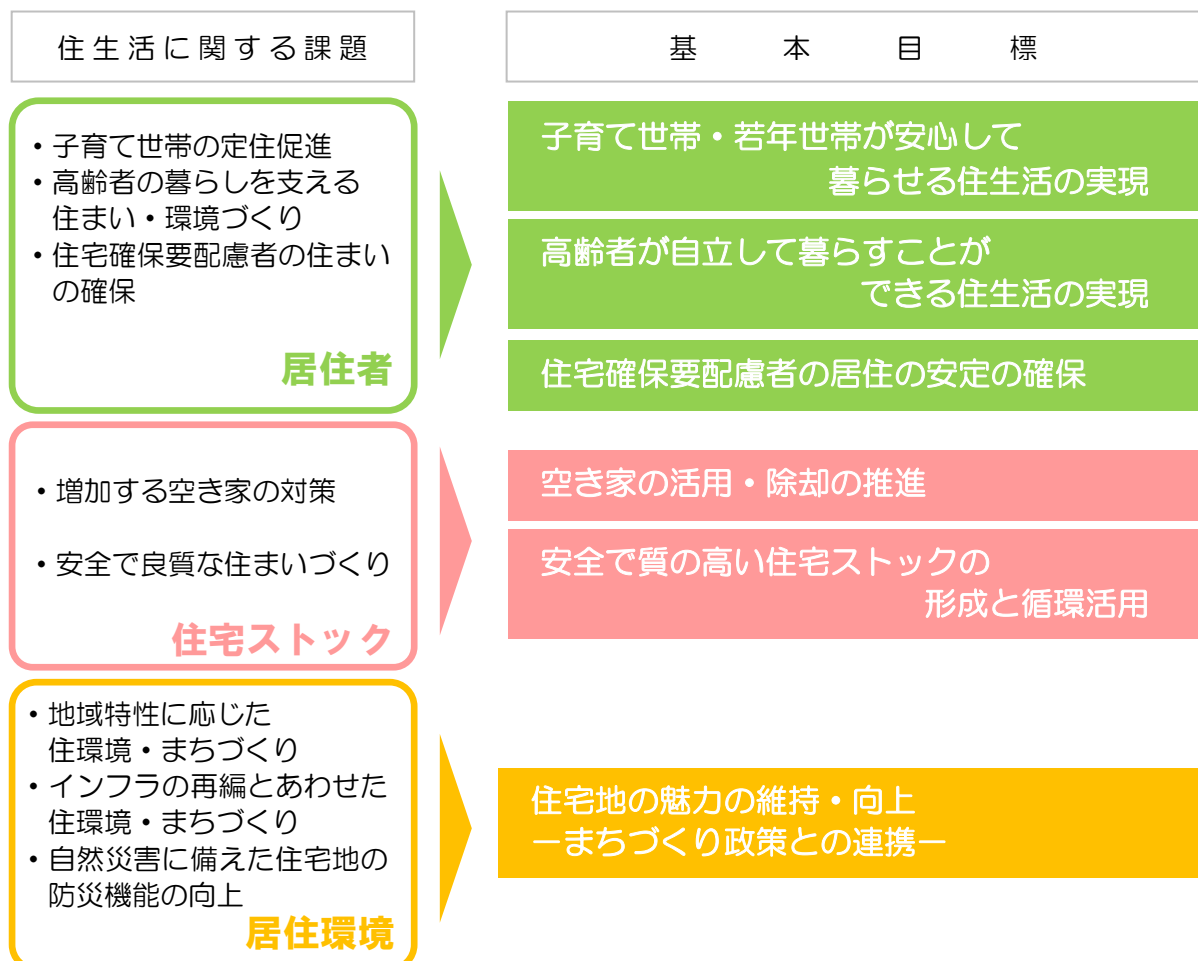 住生活に関する課題
基本目標
・子育て世帯の定住促進
・高齢者の暮らしを支える
住まい・環境づくり
・住宅確保要配慮者の住まい
の確保
居住者
子育て世帯・若年世帯が安心して
暮らせる住生活の実現
高齢者が自立して暮らすことが
できる住生活の実現
住宅確保要配慮者の居住の安定の確保
・増加する空き家の対策
・安全で良質な住まいづくり
住宅ストック
空き家の活用・除却の推進
安全で質の高い住宅ストックの
形成と循環活用
・地域特性に応じた
住環境・まちづくり
・インフラの再編とあわせた
住環境・まちづくり
・自然災害に備えた住宅地の
防災機能の向上
居住環境
住宅地の魅力の維持・向上
ーまちづくり政策との連携ー